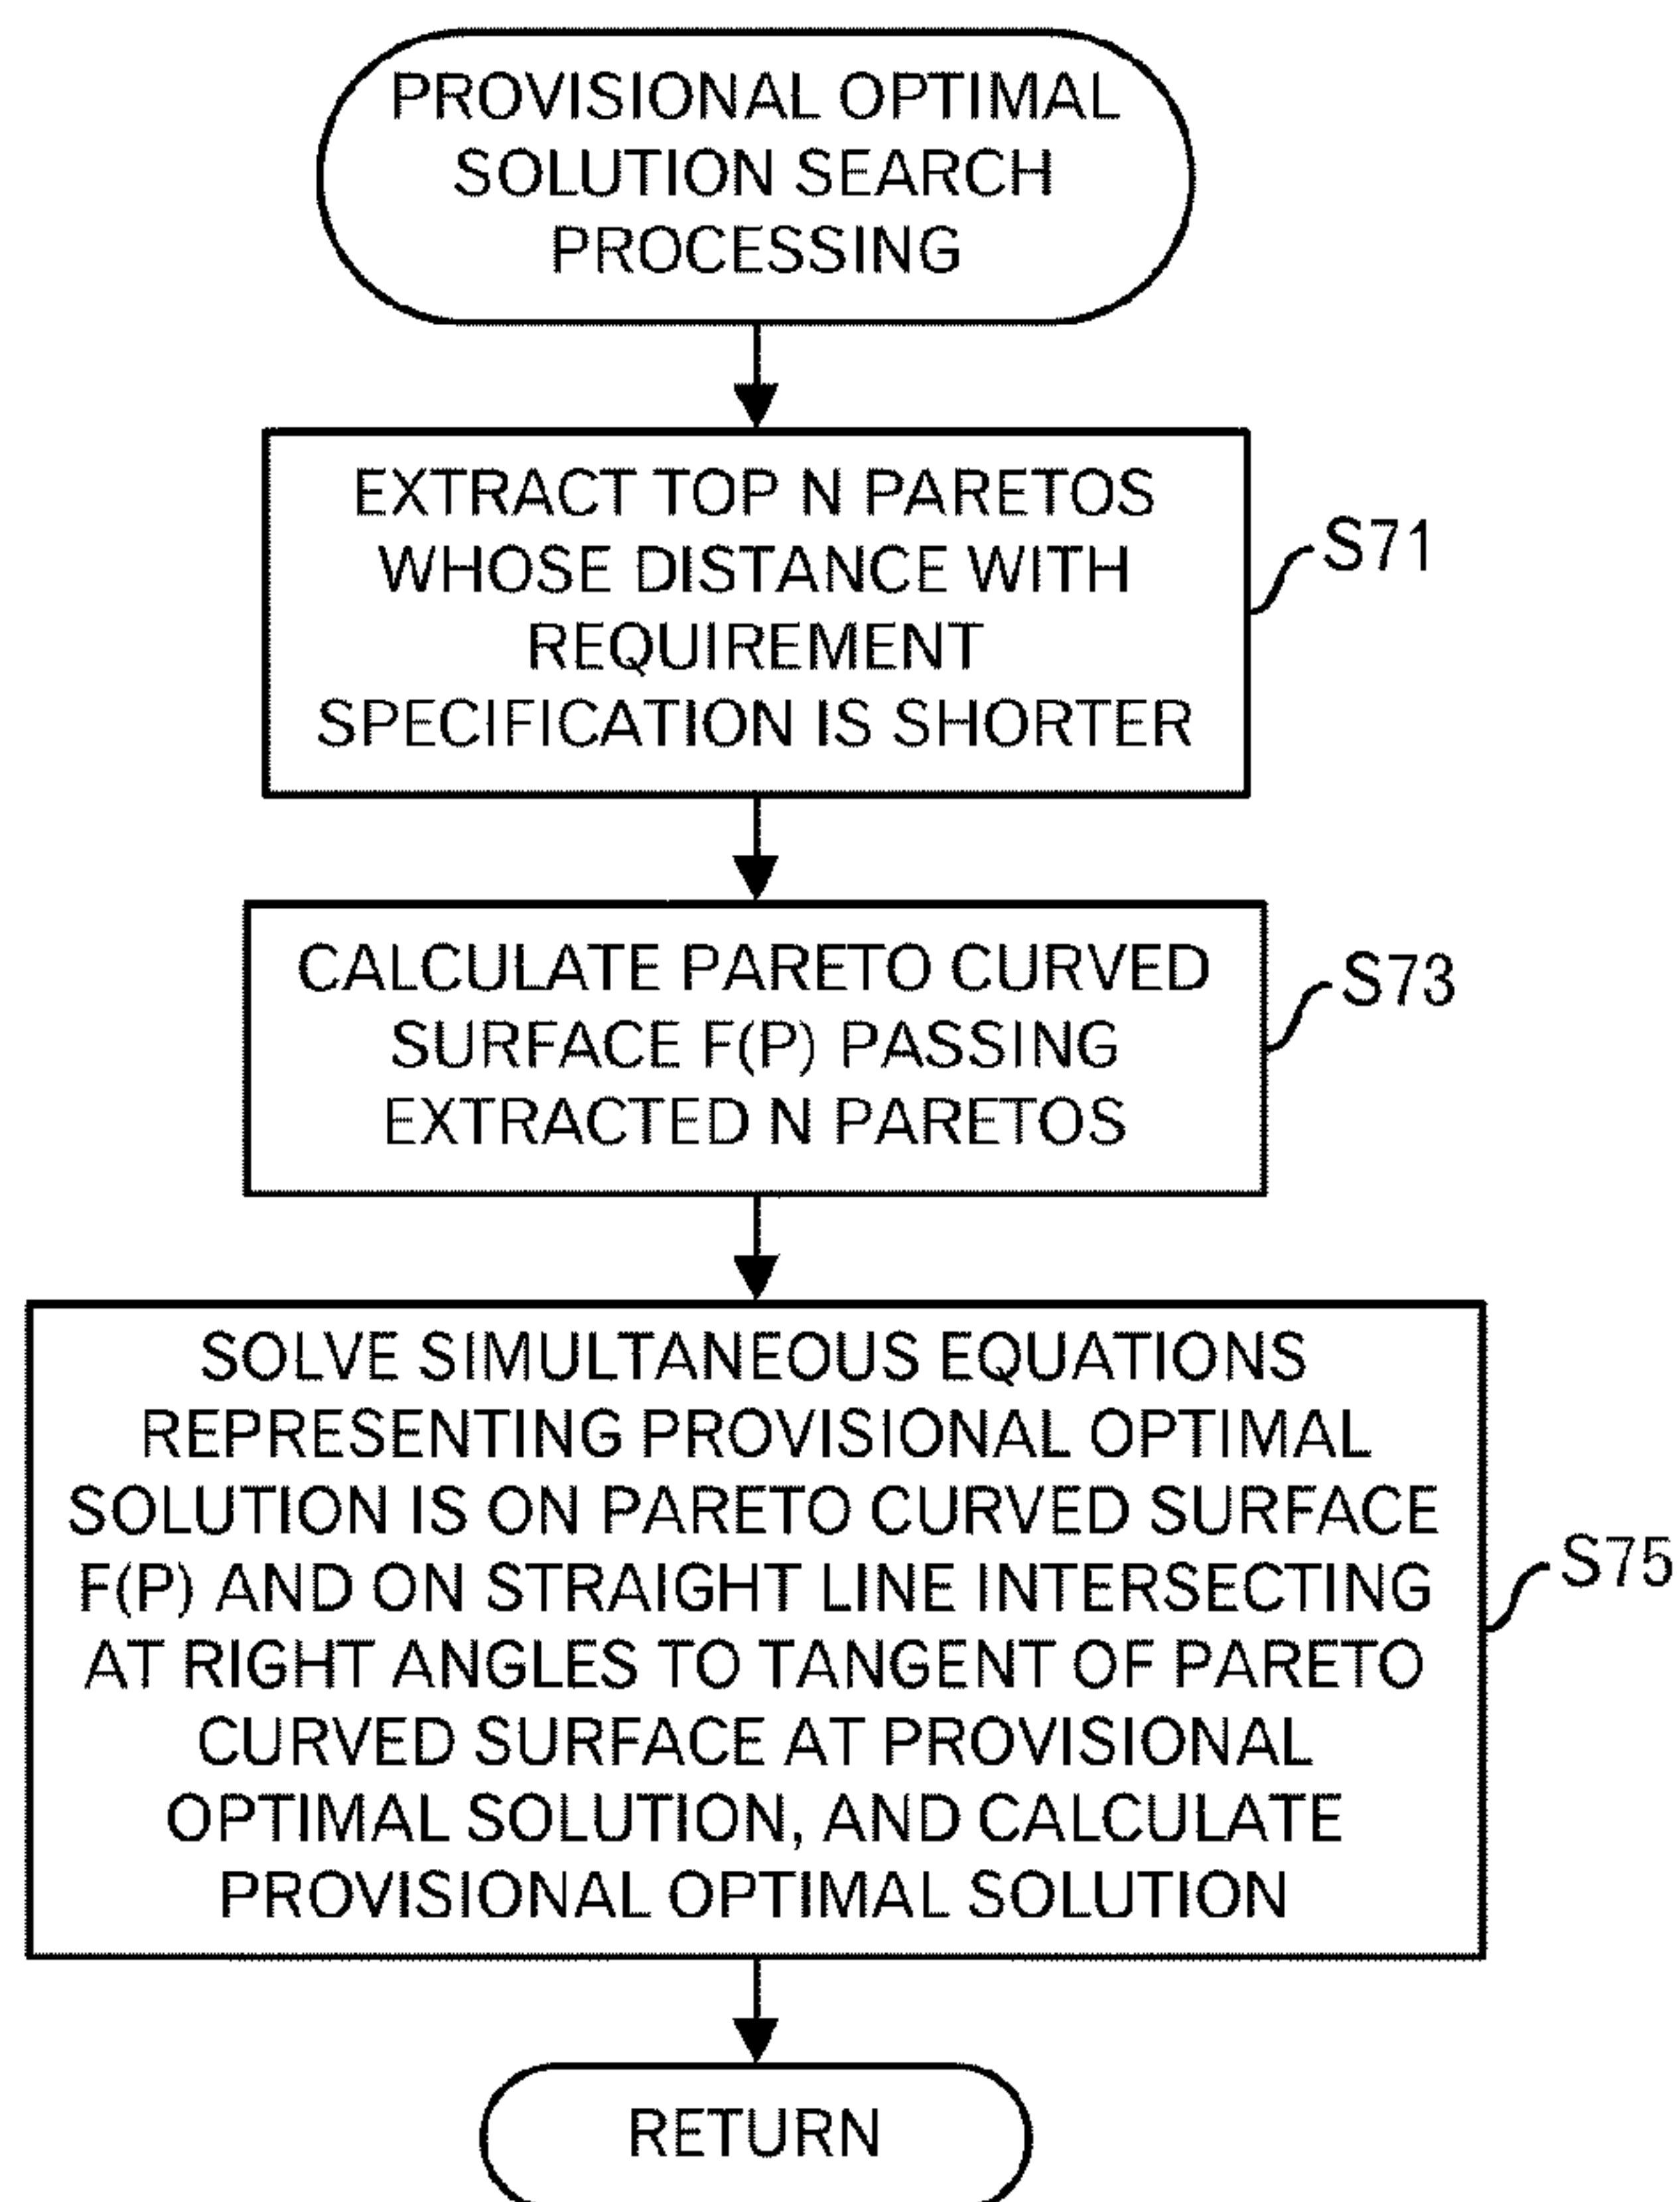 PROVISIONAL OPTIMAL
SOLUTION SEARCH
PROCESSING
EXTRACT TOP N PARETOS
WHOSE DISTANCE WITH
REQUIREMENT
SPECIFICATION IS SHORTER
S71
CALCULATE PARETO CURVED
SURFACE F(P) PASSING
EXTRACTED N PARETOS
S73
SOLVE SIMULTANEOUS EQUATIONS
REPRESENTING PROVISIONAL OPTIMAL
SOLUTION IS ON PARETO CURVED SURFACE
F(P) AND ON STRAIGHT LINE INTERSECTING
AT RIGHT ANGLES TO TANGENT OF PARETO
CURVED SURFACE AT PROVISIONAL
OPTIMAL SOLUTION, AND CALCULATE
PROVISIONAL OPTIMAL SOLUTION
S75
RETURN